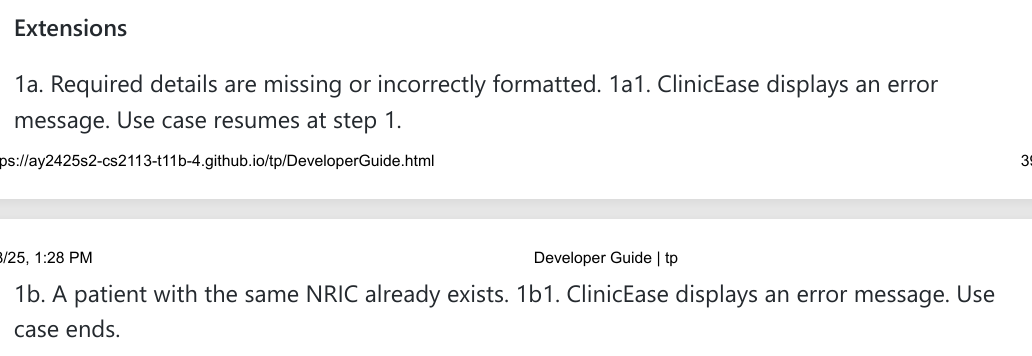 Extensions
1a. Required details are missing or incorrectly formatted. 1a1. ClinicEase displays an error
message. Use case resumes at step 1.
ps://ay2425s2-cs2113-t11b-4.github.io/tp/DeveloperGuide.html 39
/25, 1:28 PM Developer Guide | tp
1b. A patient with the same NRIC already exists. 1b1. ClinicEase displays an error message. Use
case ends.